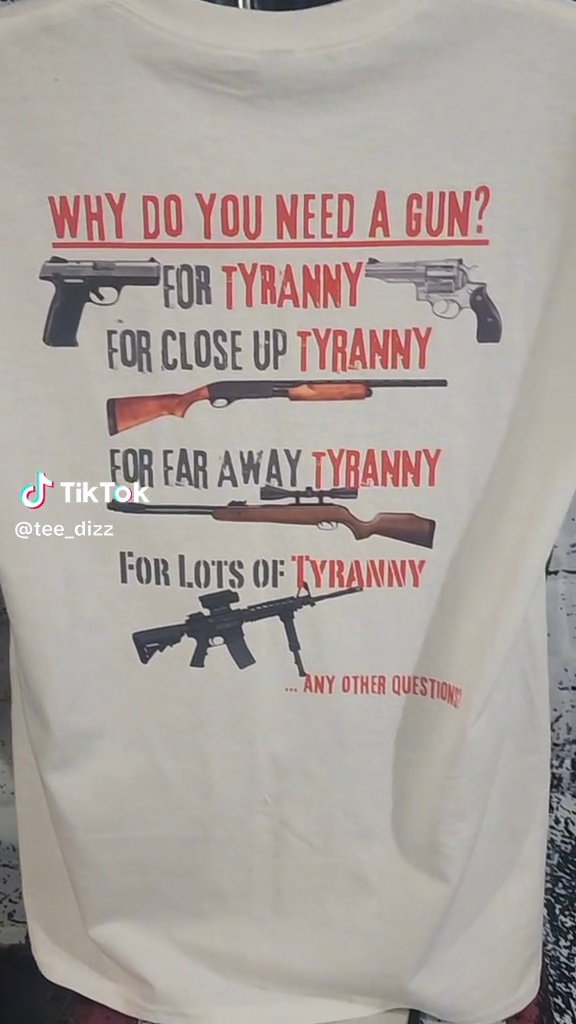 WHY DO YOU NEED A GUN?
FOR TYRANNY
FOR CLOSE UP TYRANNY
FOR FAR AWAY TYRANNY
TikTok
@tee_dizz
FOR LOTS OF TYRANNY
... ANY OTHER QUESTIONS?